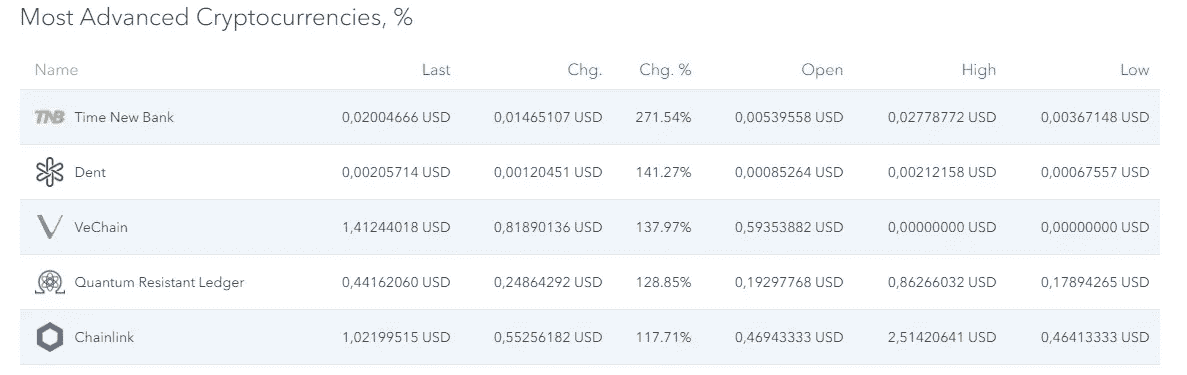 Most Advanced Cryptocurrencies, %
Name Last Chg. Chg. % Open High Low
TNB Time New Bank 0,02004666 USD 0,01465107 USD 271.54% 0,00539558 USD 0,02778772 USD 0,00367148 USD
Dent 0,00205714 USD 0,00120451 USD 141.27% 0,00085264 USD 0,00212158 USD 0,00067557 USD
VeChain 1,41244018 USD 0,81890136 USD 137.97% 0,59353882 USD 0,00000000 USD 0,00000000 USD
Quantum Resistant Ledger 0,44162060 USD 0,24864292 USD 128.85% 0,19297768 USD 0,86266032 USD 0,17894265 USD
Chainlink 1,02199515 USD 0,55256182 USD 117.71% 0,46943333 USD 2,51420641 USD 0,46413333 USD